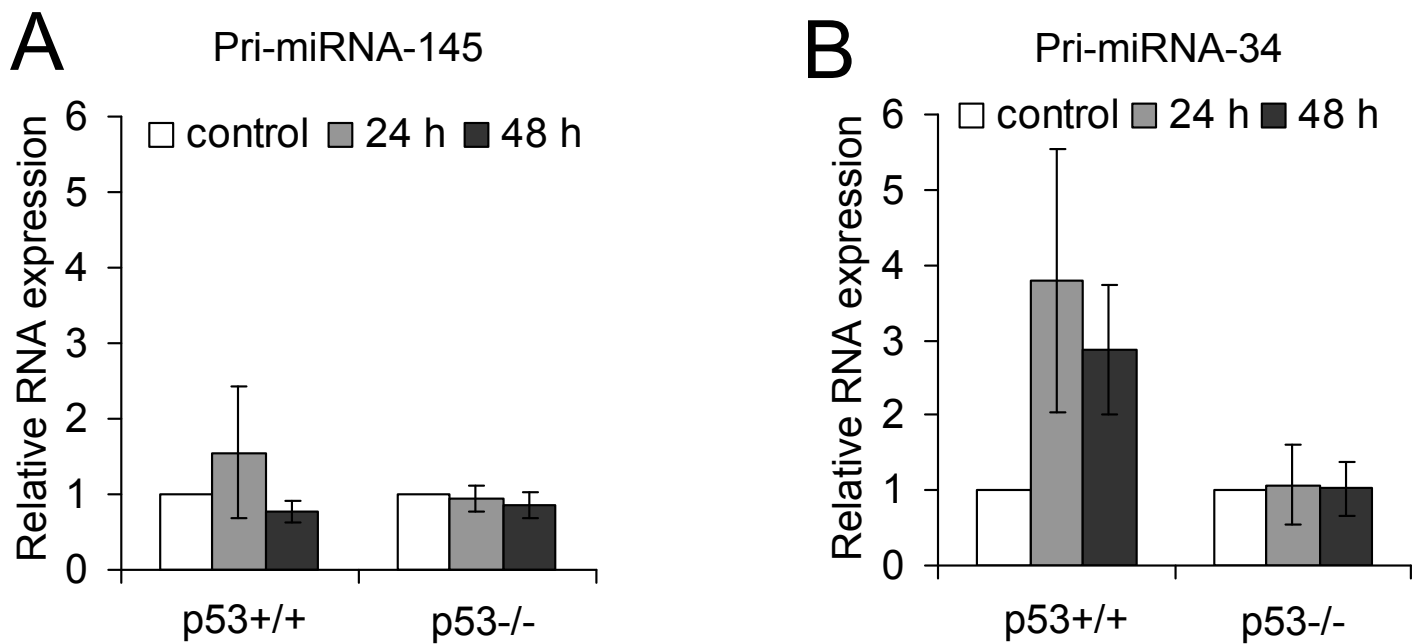 A
Pri-miRNA-145
control 24 h 48 h
Relative RNA expression
6
5
4
3
2
1
0
p53+/+ p53-/-
B
Pri-miRNA-34
control 24 h 48 h
Relative RNA expression
6
5
4
3
2
1
0
p53+/+ p53-/-